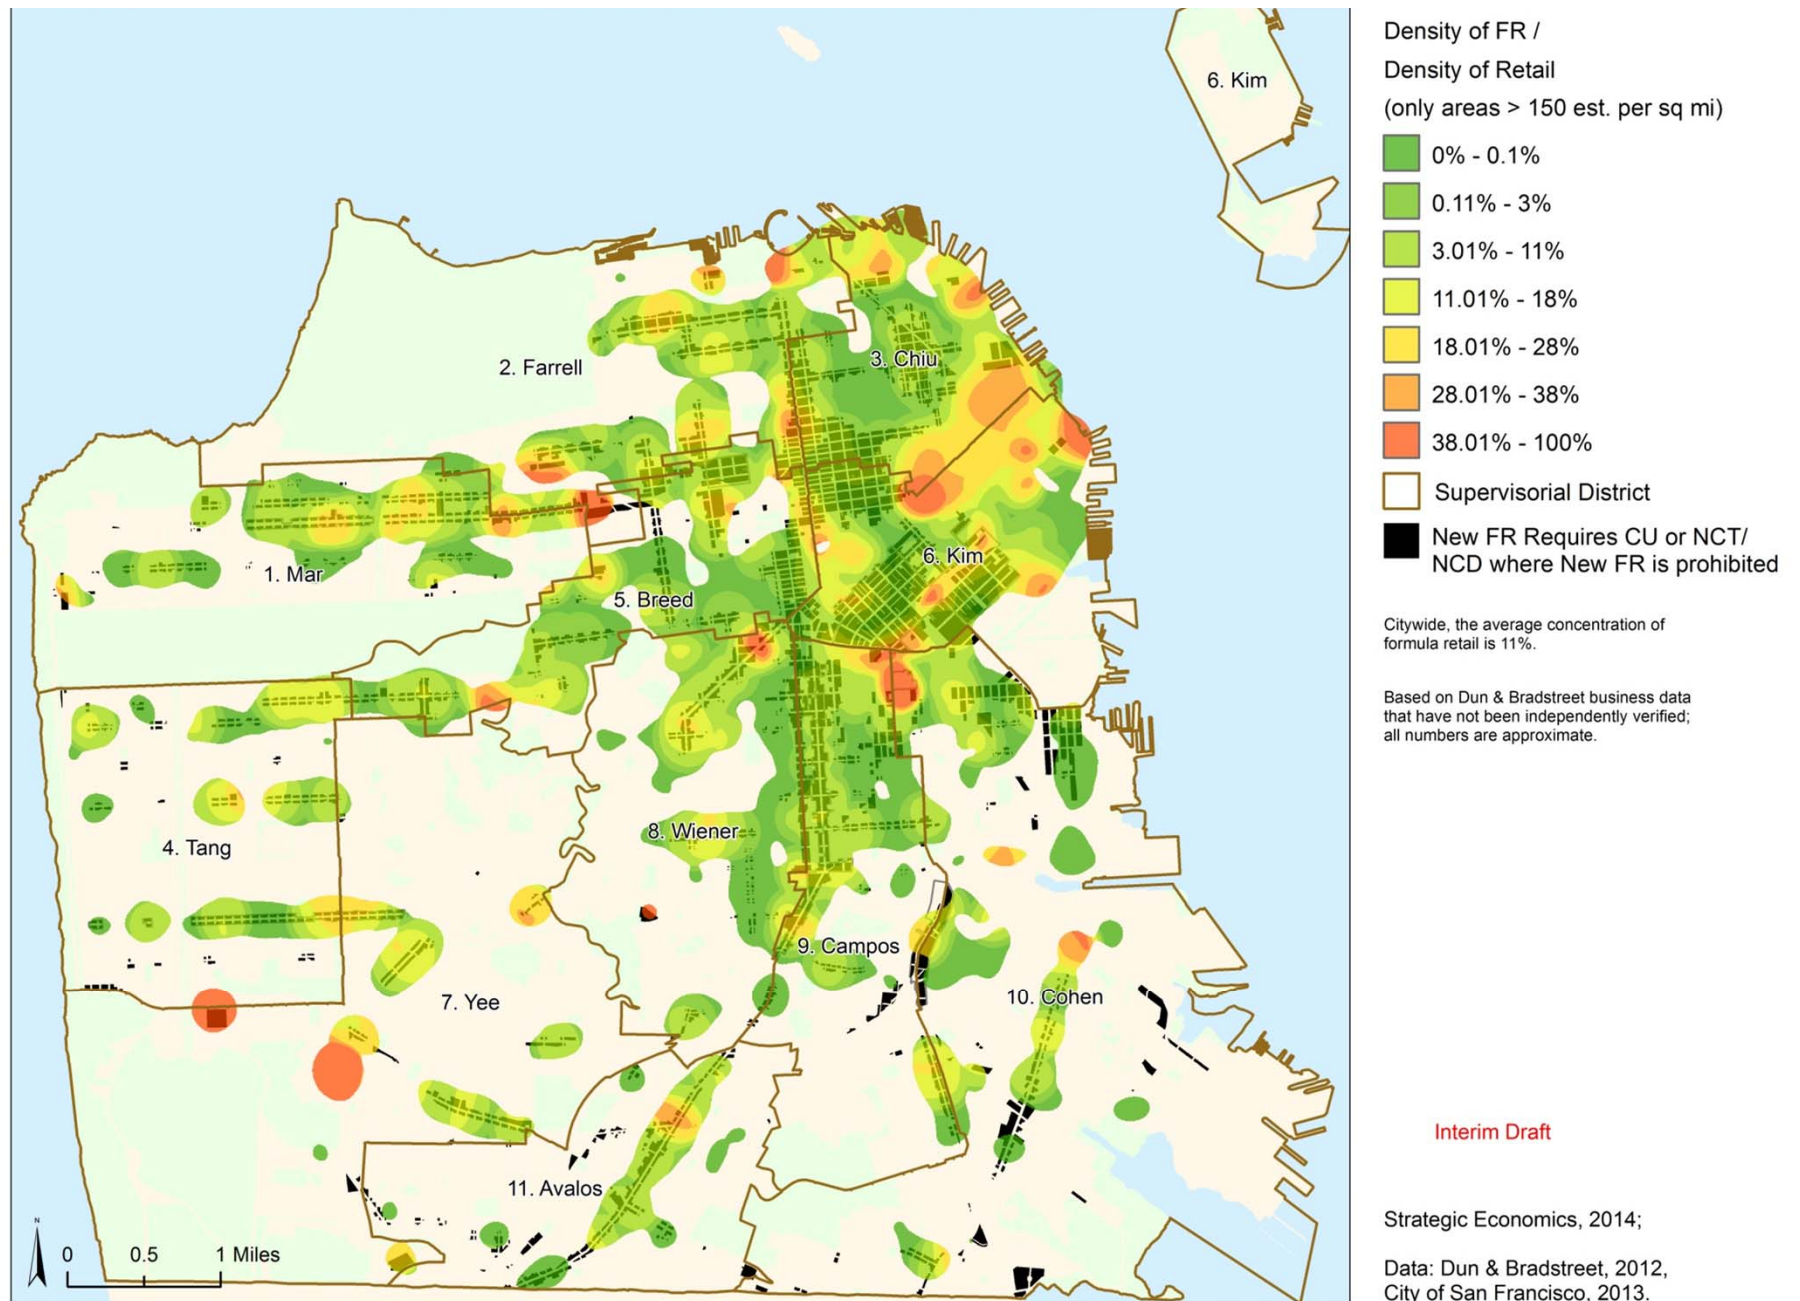 6. Kim
2. Farrell
3. Chiu
1. Mar
6. Kim
5. Breed
8. Wiener
4. Tang
9. Campos
7. Yee
10. Cohen
11. Avalos
N
0 0.5 1 Miles
Density of FR /
Density of Retail
(only areas > 150 est. per sq mi)
0% - 0.1%
0.11% - 3%
3.01% - 11%
11.01% - 18%
18.01% - 28%
28.01% - 38%
38.01% - 100%
Supervisorial District
New FR Requires CU or NCT/
NCD where New FR is prohibited
Citywide, the average concentration of
formula retail is 11%.
Based on Dun & Bradstreet business data
that have not been independently verified;
all numbers are approximate.
Interim Draft
Strategic Economics, 2014;
Data: Dun & Bradstreet, 2012,
City of San Francisco, 2013.